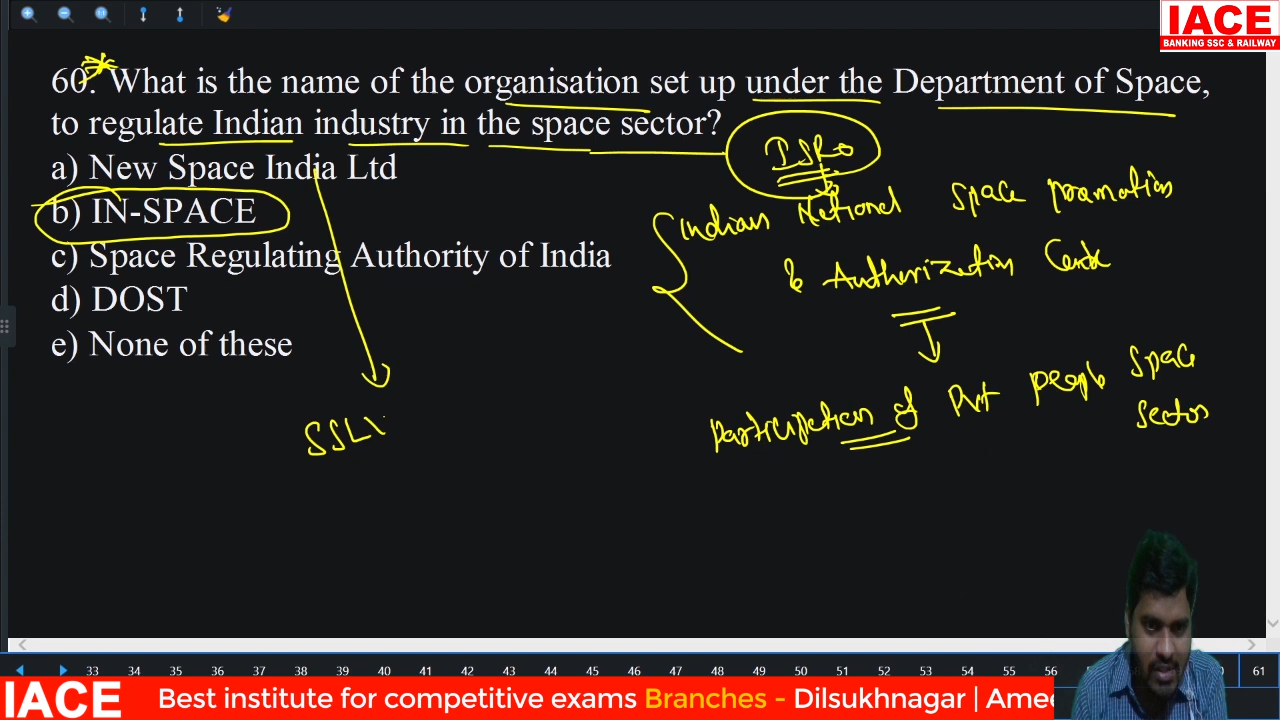 IACE
BANKING SSC & RAILWAY
60. What is the name of the organisation set up under the Department of Space,
to regulate Indian industry in the space sector?
ISRO
a) New Space India Ltd
Indian National space promotion
b) IN-SPACE
c) Space Regulating Authority of India
& Authorization
d) DOST
e) None of these
participation of Pvt people space
sector
SSLV
33 34 35 36 37 38 39 40 41 42 43 44 45 46 47 48 49 50 51 52 53 54 55 56 61
IACE Best institute for competitive exams Branches - Dilsukhnagar | Amee